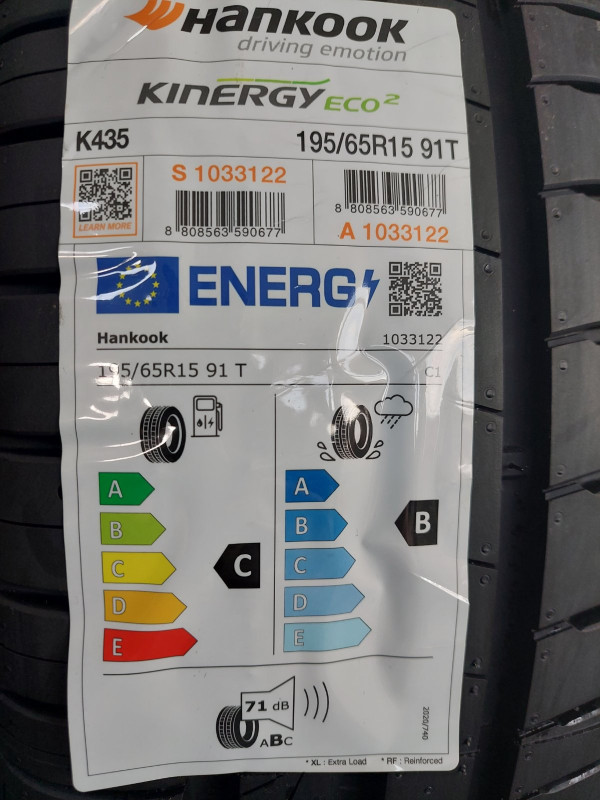 HANKOOK
driving emotion
KINERGY ECO2
K435 195/65R15 91T
S 1033122
8 808563 590677
LEARN MORE
8 808563 590677
A 1033122
ENERG
Hankook 1033122
195/65R15 91 T C1
A A
B B B
C C C
D D
E E
71 dB
ABC
2020/740
* XL : Extra Load * RF : Reinforced